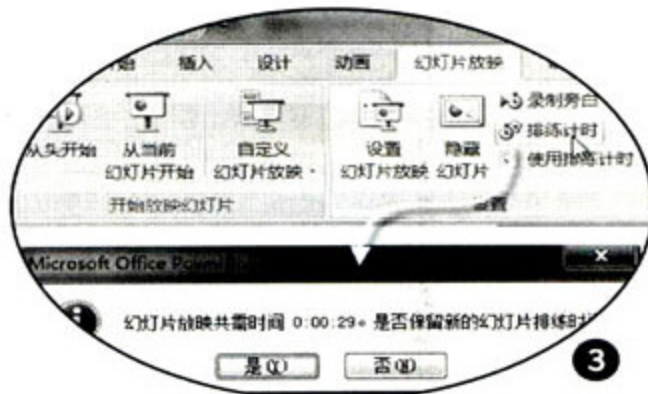 始 插入 设计 动画 幻灯片放映
从头开始 从当前幻灯片开始 自定义幻灯片放映 设置幻灯片放映 隐藏幻灯片 录制旁白
排练计时
使用排练计时
开始放映幻灯片 设置
Microsoft Office
幻灯片放映共需时间 0:00:29。是否保留新的幻灯片排练时
是(Y) 否(N)
3